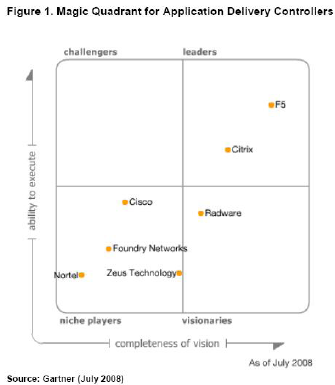 Figure 1. Magic Quadrant for Application Delivery Controllers
challengers
leaders
F5
Citrix
Cisco
Radware
Foundry Networks
Nortel
Zeus Technology
niche players
visionaries
ability to execute
completeness of vision
As of July 2008
Source: Gartner (July 2008)